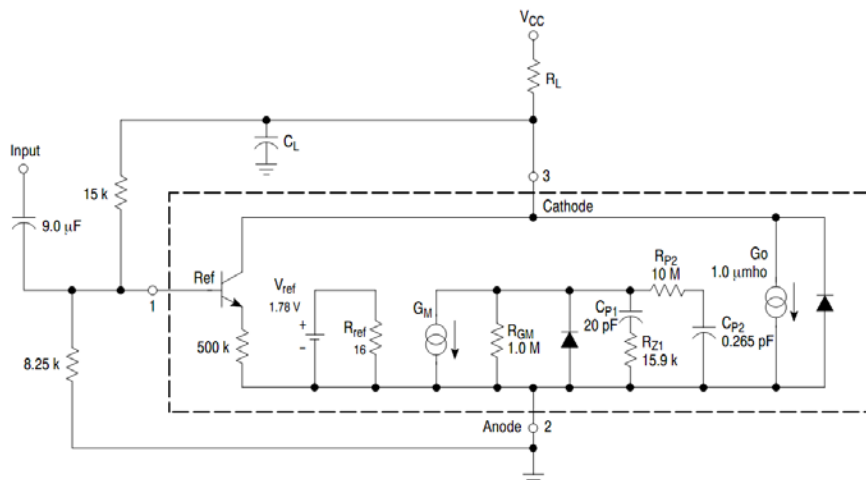 VCC
RL
Input
CL
15 k
3
Cathode
9.0 µF
Ref
1
Vref
1.78 V
+
-
Rref
16
500 k
GM
RGM
1.0 M
CP1
20 pF
RZ1
15.9 k
RP2
10 M
CP2
0.265 pF
Go
1.0 µmho
8.25 k
Anode
2